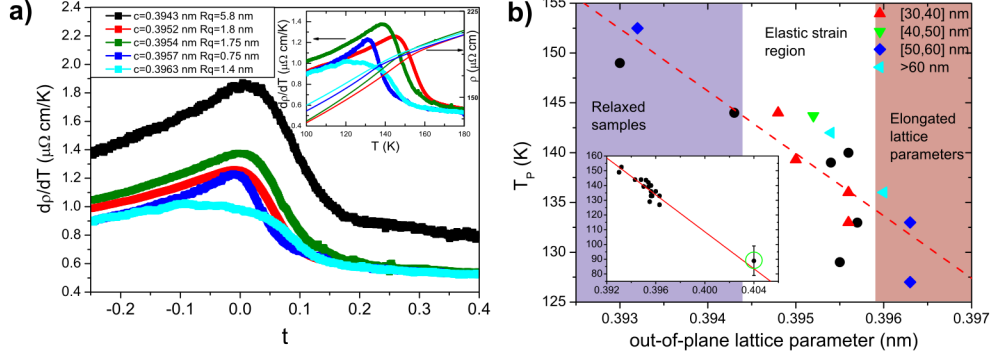 a)
c=0.3943 nm Rq=5.8 nm
c=0.3952 nm Rq=1.8 nm
c=0.3954 nm Rq=1.75 nm
c=0.3957 nm Rq=0.75 nm
c=0.3963 nm Rq=1.4 nm
dρ/dT (μΩ cm/K)
2.4
2.2
2.0
1.8
1.6
1.4
1.2
1.0
0.8
0.6
0.4
-0.2 -0.1 0.0 0.1 0.2 0.3 0.4
t
dρ/dT (μΩ cm/K)
1.4
1.2
1.0
0.8
0.6
0.4
100 120 140 160 180
T (K)
225
150
ρ (μΩ cm)
b)
T_P (K)
155
150
145
140
135
130
125
0.393 0.394 0.395 0.396 0.397
out-of-plane lattice parameter (nm)
Relaxed
samples
Elastic strain
region
Elongated
lattice
parameters
[30,40] nm
[40,50] nm
[50,60] nm
>60 nm
160
150
140
130
120
110
100
90
80
0.392 0.396 0.400 0.404